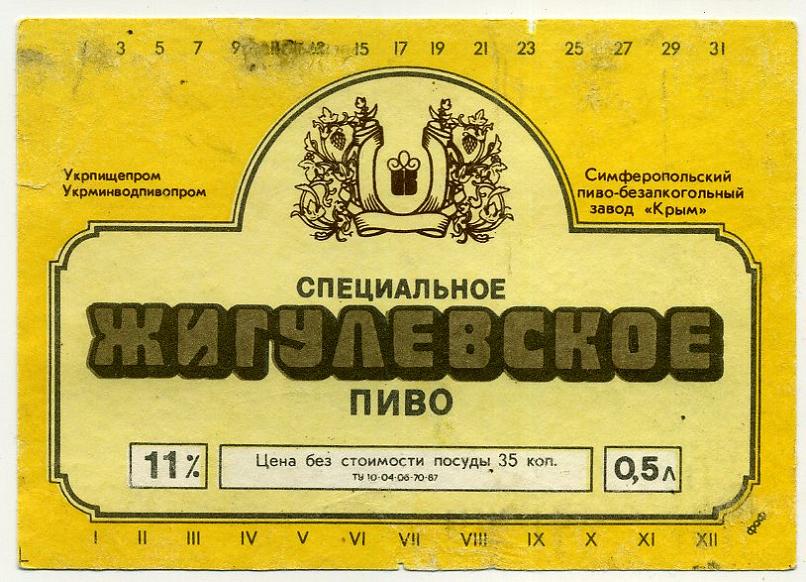 1 3 5 7 9 15 17 19 21 23 25 27 29 31
Укрпищепром
Укрминводпивопром
Симферопольский
пиво-безалкогольный
завод «Крым»
СПЕЦИАЛЬНОЕ
ЖИГУЛЕВСКОЕ
ПИВО
11%
Цена без стоимости посуды 35 коп.
ТУ 10-04-06-70-87
0,5л
I II III IV V VI VII VIII IX X XI XII